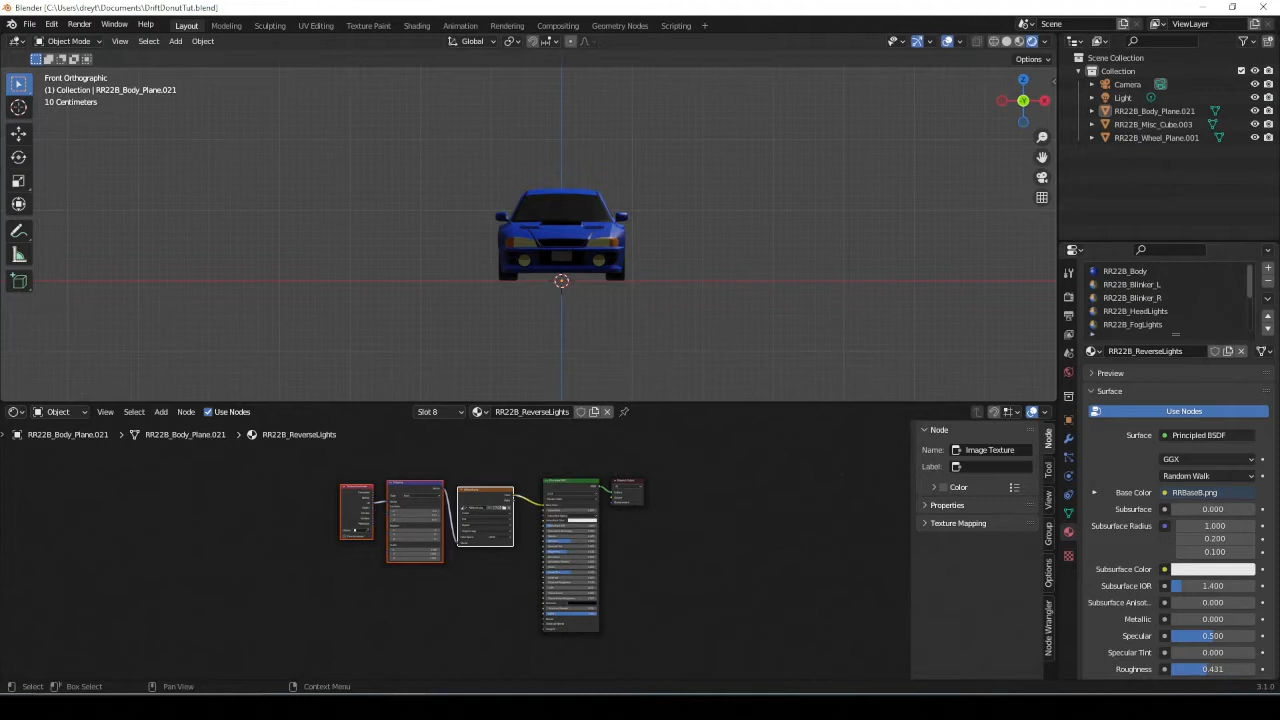 Blender [C:\Users\dreyt\Documents\DriftDonutTut.blend]
File Edit Render Window Help Layout Modeling Sculpting UV Editing Texture Paint Shading Animation Rendering Compositing Geometry Nodes Scripting Scene ViewLayer
Object Mode View Select Add Object Global
Options
Front Orthographic
(1) Collection | RR22B_Body_Plane.021
10 Centimeters
Scene Collection
Collection
Camera
Light
RR22B_Body_Plane.021
RR22B_Misc_Cube.003
RR22B_Wheel_Plane.001
RR22B_Body
RR22B_Blinker_L
RR22B_Blinker_R
RR22B_HeadLights
RR22B_FogLights
RR22B_ReverseLights
Preview
Surface
Use Nodes
Surface Principled BSDF
GGX
Random Walk
Base Color RRBaseB.png
Subsurface 0.000
Subsurface Radius 1.000
0.200
0.100
Subsurface Color
Subsurface IOR 1.400
Subsurface Anisot.. 0.000
Metallic 0.000
Specular 0.500
Specular Tint 0.000
Roughness 0.431
Object View Select Add Node Use Nodes Slot 8 RR22B_ReverseLights
RR22B_Body_Plane.021 RR22B_Body_Plane.021 RR22B_ReverseLights
Node
Name: Image Texture
Label:
Color
Properties
Texture Mapping
Node
Tool
View
Group
Options
Node Wrangler
Select Box Select Pan View Context Menu 3.1.0